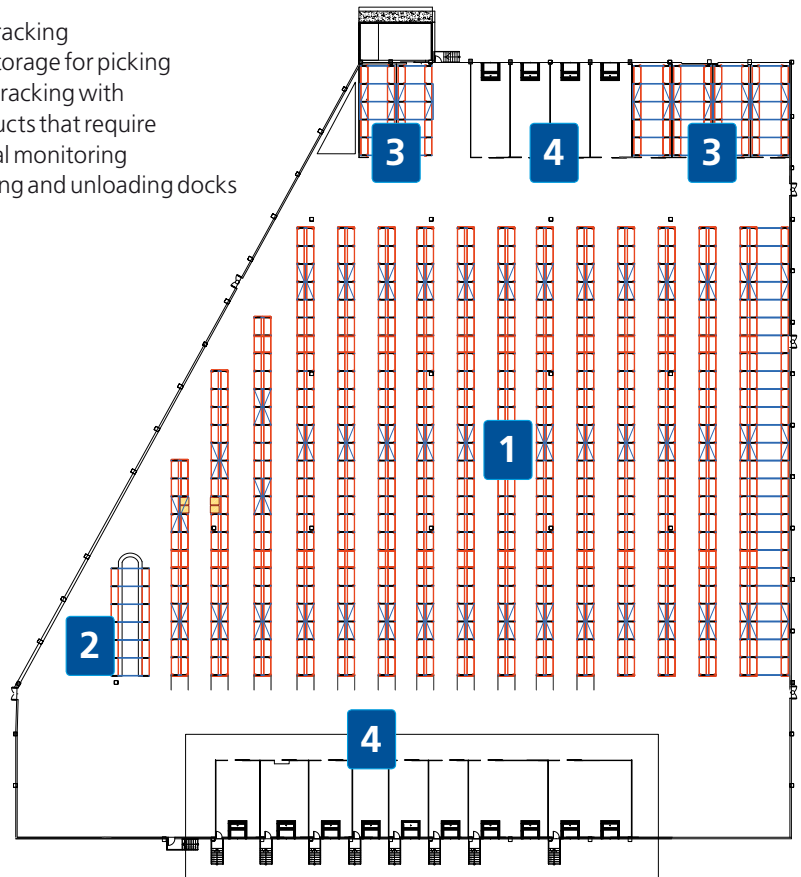 racking
torage for picking
racking with
ucts that require
al monitoring
ng and unloading docks
3
4
3
1
2
4